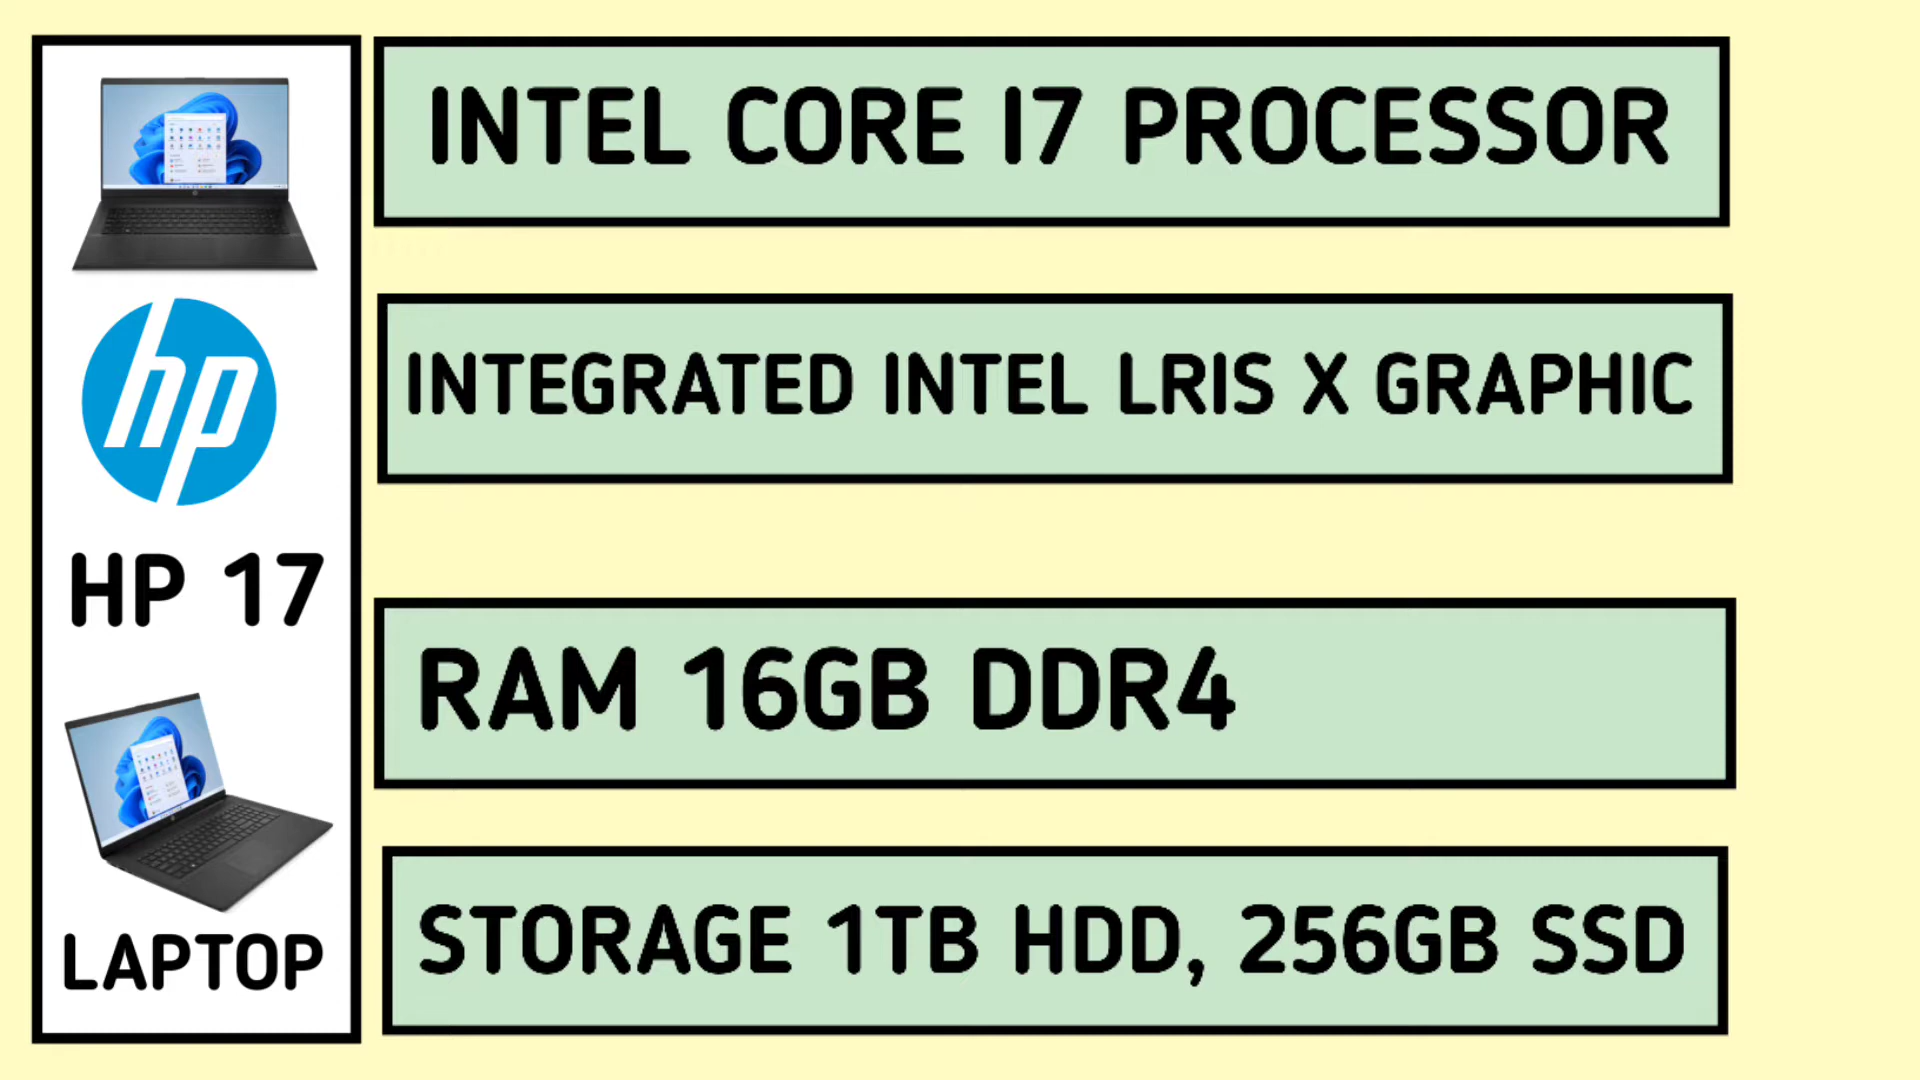 INTEL CORE I7 PROCESSOR
hp
INTEGRATED INTEL LRIS X GRAPHIC
HP 17
RAM 16GB DDR4
LAPTOP
STORAGE 1TB HDD, 256GB SSD